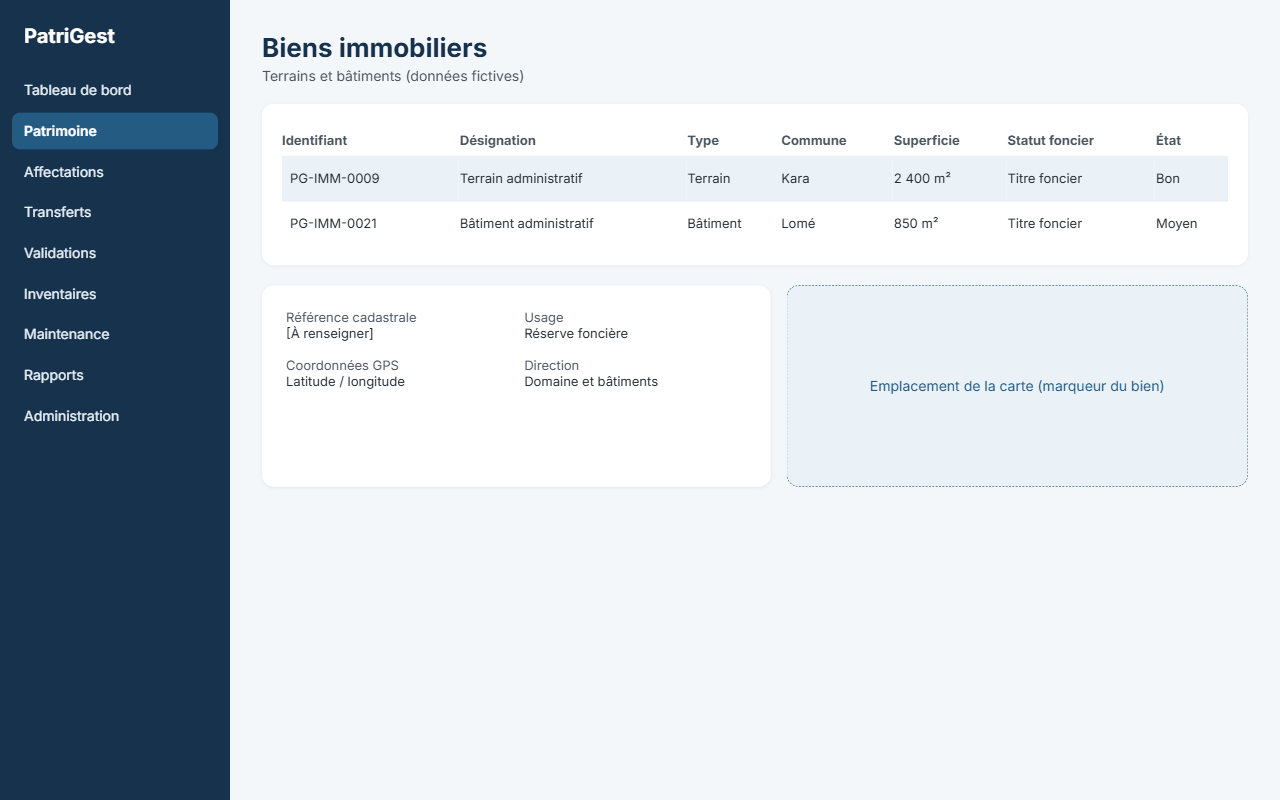 PatriGest
Tableau de bord
Patrimoine
Affectations
Transferts
Validations
Inventaires
Maintenance
Rapports
Administration
Biens immobiliers
Terrains et bâtiments (données fictives)
Identifiant Désignation Type Commune Superficie Statut foncier État
PG-IMM-0009 Terrain administratif Terrain Kara 2 400 m² Titre foncier Bon
PG-IMM-0021 Bâtiment administratif Bâtiment Lomé 850 m² Titre foncier Moyen
Référence cadastrale Usage
[À renseigner] Réserve foncière
Coordonnées GPS Direction
Latitude / longitude Domaine et bâtiments
Emplacement de la carte (marqueur du bien)